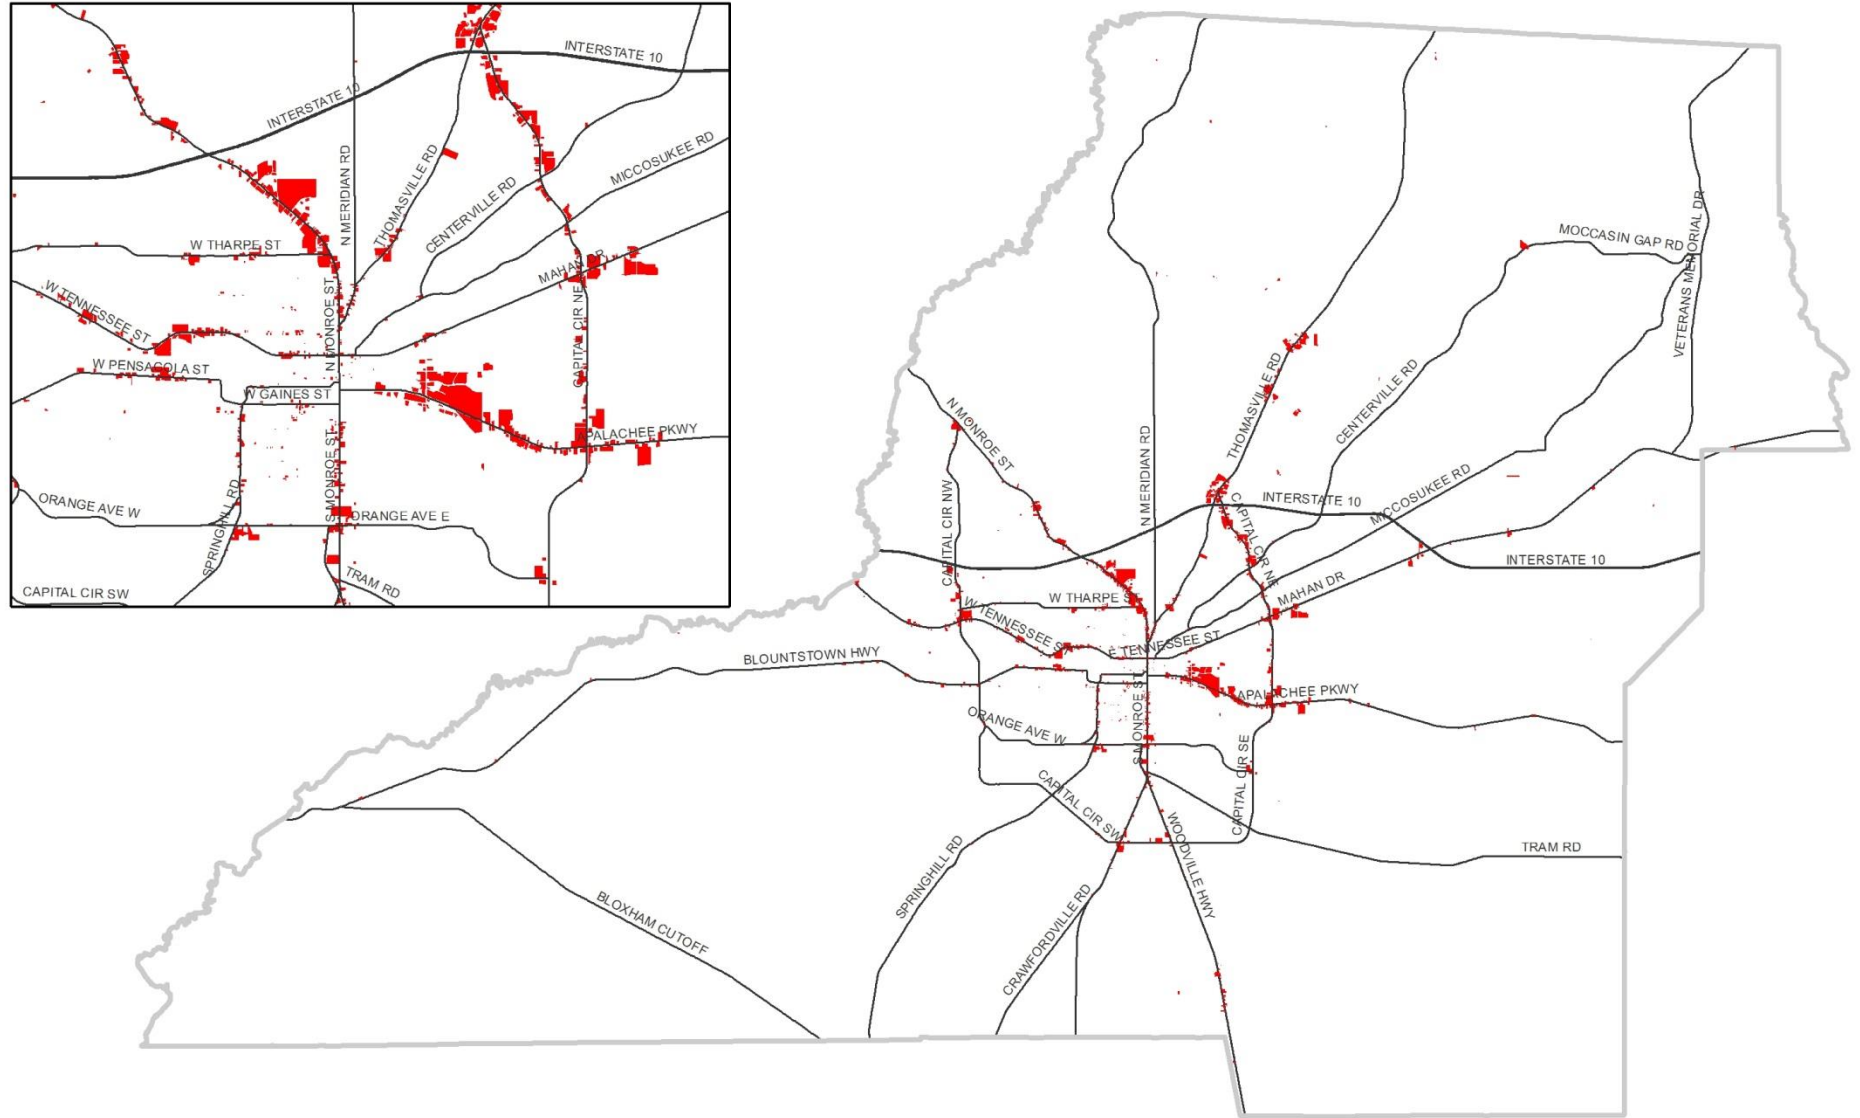 INTERSTATE 10
INTERSTATE 10
N MERIDIAN RD
THOMASVILLE RD
CENTERVILLE RD
MICCOSUKEE RD
W THARPE ST
MAHAN DR
W TENNESSEE ST
N MONROE ST
CAPITAL CIR NE
W PENSACOLA ST
W GAINES ST
APALACHEE PKWY
S MONROE ST
ORANGE AVE W
SPRINGHILL RD
ORANGE AVE E
TRAM RD
CAPITAL CIR SW
MOCCASIN GAP RD
VETERANS MEMORIAL DR
N MONROE ST
N MERIDIAN RD
THOMASVILLE RD
CENTERVILLE RD
MICCOSUKEE RD
CAPITAL CIR NW
INTERSTATE 10
CAPITAL CIR NE
INTERSTATE 10
MAHAN DR
W THARPE ST
W TENNESSEE ST
E TENNESSEE ST
BLOUNTSTOWN HWY
APALACHEE PKWY
ORANGE AVE W
S MONROE ST
CAPITAL CIR SW
CAPITAL CIR SE
WOODVILLE HWY
TRAM RD
SPRINGHILL RD
CRAWFORDVILLE RD
BLOXHAM CUTOFF